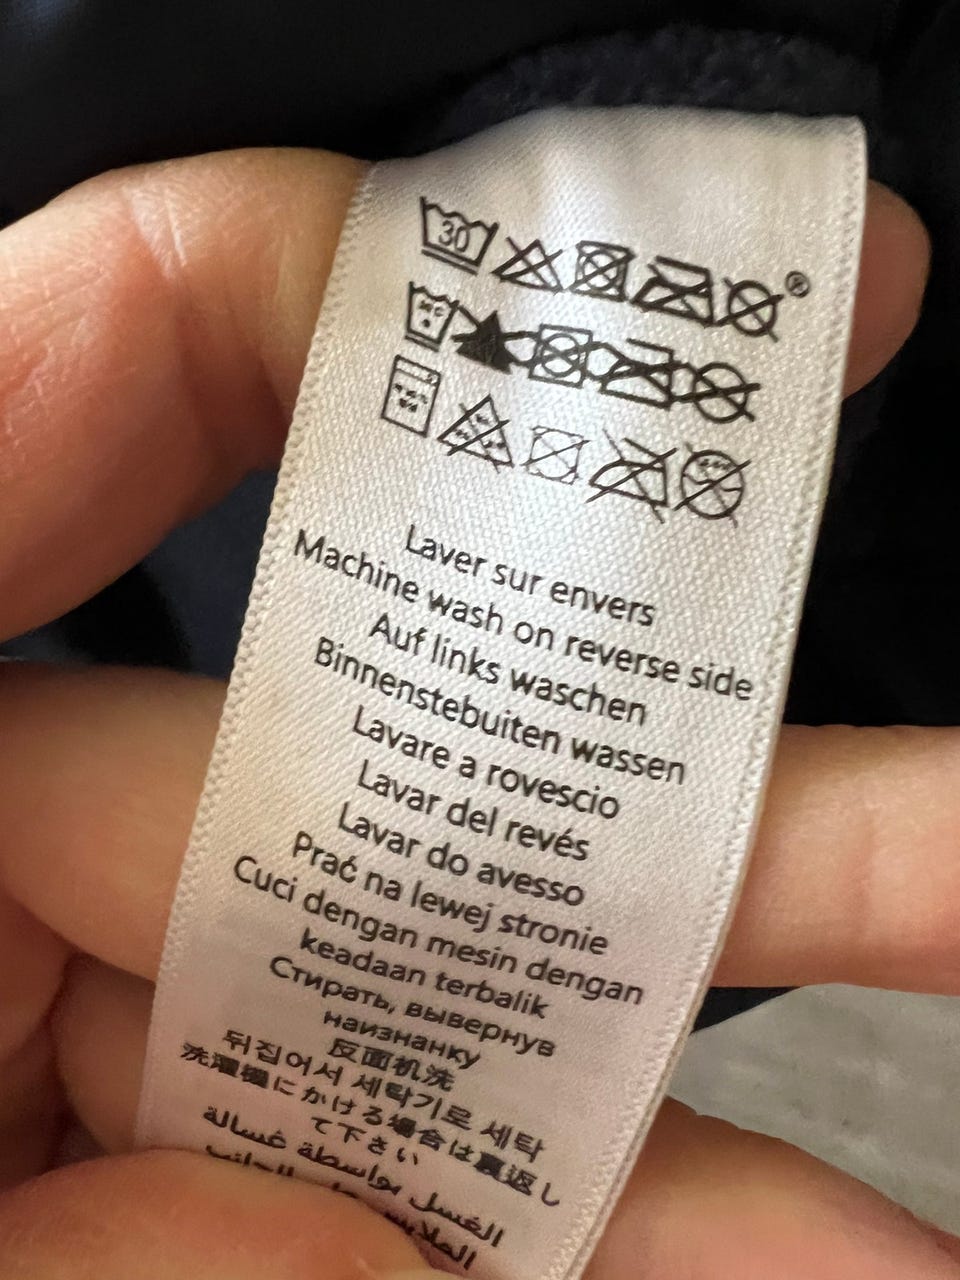 30
®
Laver sur envers
Machine wash on reverse side
Auf links waschen
Binnenstebuiten wassen
Lavare a rovescio
Lavar del revés
Lavar do avesso
Prać na lewej stronie
Cuci dengan mesin dengan
keadaan terbalik
Стирать, вывернув
наизнанку
反面机洗
뒤집어서 세탁기로 세탁
洗濯機にかける場合は裏返し
て下さい
الغسل بواسطة غسالة